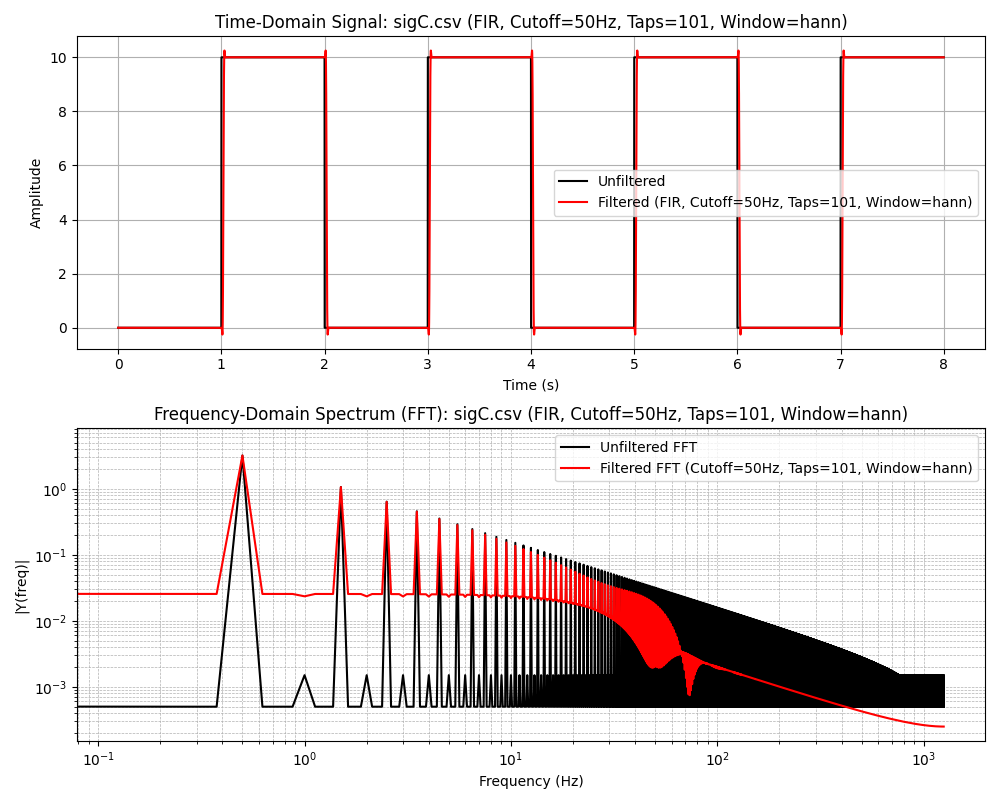 Time-Domain Signal: sigC.csv (FIR, Cutoff=50Hz, Taps=101, Window=hann)
10
8
6
4
2
0
Amplitude
Unfiltered
Filtered (FIR, Cutoff=50Hz, Taps=101, Window=hann)
0 1 2 3 4 5 6 7 8
Time (s)
Frequency-Domain Spectrum (FFT): sigC.csv (FIR, Cutoff=50Hz, Taps=101, Window=hann)
Unfiltered FFT
Filtered FFT (Cutoff=50Hz, Taps=101, Window=hann)
10⁰
10⁻¹
10⁻²
10⁻³
|Y(freq)|
10⁻¹ 10⁰ 10¹ 10² 10³
Frequency (Hz)